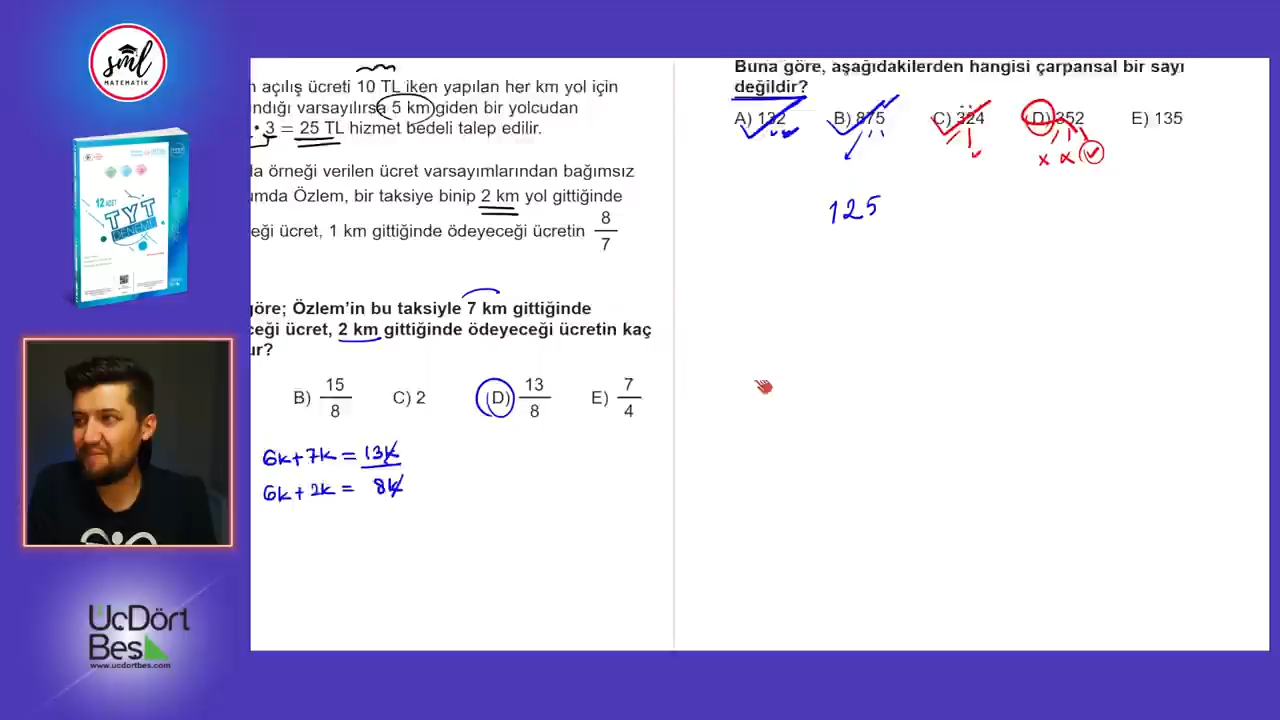 sml
MATEMATİK
12 ADET
TYT
DENEME
n açılış ücreti 10 TL iken yapılan her km yol için
ndığı varsayılırsa 5 km giden bir yolcudan
• 3 = 25 TL hizmet bedeli talep edilir.
la örneği verilen ücret varsayımlarından bağımsız
umda Özlem, bir taksiye binip 2 km yol gittiğinde
eği ücret, 1 km gittiğinde ödeyeceği ücretin 8/7
göre; Özlem'in bu taksiyle 7 km gittiğinde
ceği ücret, 2 km gittiğinde ödeyeceği ücretin kaç
ur?
B) 15/8 C) 2 D) 13/8 E) 7/4
6k+7k = 13k
6k+2k = 8k
Buna göre, aşağıdakilerden hangisi çarpansal bir sayı
değildir?
A) 132 B) 875 C) 324 D) 352 E) 135
x x
125
ÜcDört
Bes
www.ucdortbes.com